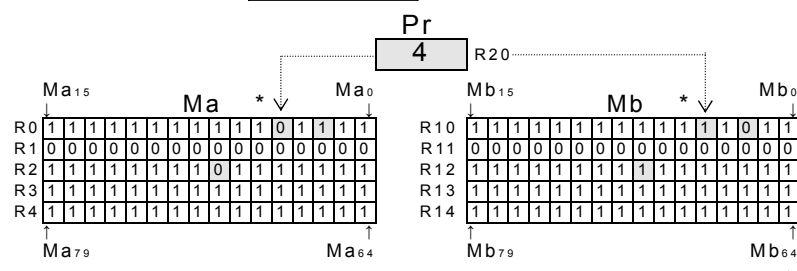 Pr
4 R20
Ma15 Ma * Ma0 Mb15 Mb * Mb0
↓ ↓ ↓ ↓
R0 1 1 1 1 1 1 1 1 1 1 1 0 1 1 1 1 R10 1 1 1 1 1 1 1 1 1 1 1 1 1 0 1 1
R1 0 0 0 0 0 0 0 0 0 0 0 0 0 0 0 0 R11 0 0 0 0 0 0 0 0 0 0 0 0 0 0 0 0
R2 1 1 1 1 1 1 1 1 0 1 1 1 1 1 1 1 R12 1 1 1 1 1 1 1 1 1 1 1 1 1 1 1 1
R3 1 1 1 1 1 1 1 1 1 1 1 1 1 1 1 1 R13 1 1 1 1 1 1 1 1 1 1 1 1 1 1 1 1
R4 1 1 1 1 1 1 1 1 1 1 1 1 1 1 1 1 R14 1 1 1 1 1 1 1 1 1 1 1 1 1 1 1 1
↑ ↑ ↑ ↑
Ma79 Ma64 Mb79 Mb64